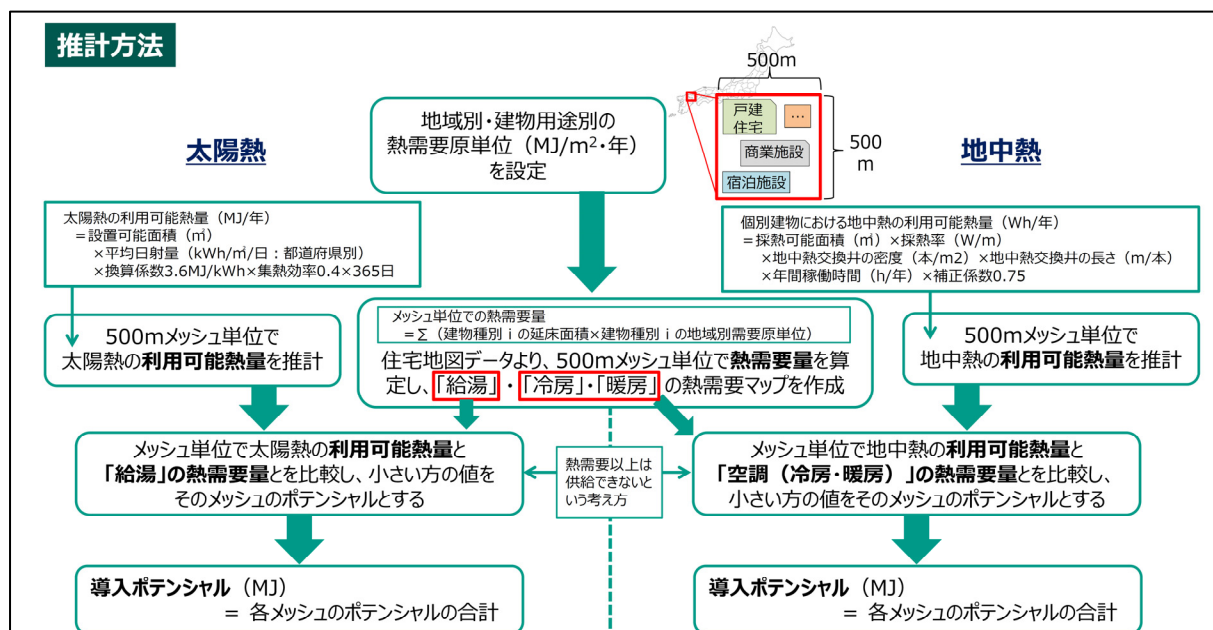 推計方法
500m
戸建
住宅
…
商業施設
宿泊施設
500
m
地域別・建物用途別の
熱需要原単位（MJ/m²・年）
を設定
太陽熱
地中熱
太陽熱の利用可能熱量（MJ/年）
＝設置可能面積（㎡）
×平均日射量（kWh/㎡/日：都道府県別）
×換算係数3.6MJ/kWh×集熱効率0.4×365日
個別建物における地中熱の利用可能熱量（Wh/年）
＝採熱可能面積（㎡）×採熱率（W/m）
×地中熱交換井の密度（本/m2）×地中熱交換井の長さ（m/本）
×年間稼働時間（h/年）×補正係数0.75
500mメッシュ単位で
太陽熱の利用可能熱量を推計
メッシュ単位での熱需要量
＝Σ（建物種別ｉの延床面積×建物種別ｉの地域別需要原単位）
住宅地図データより、500mメッシュ単位で熱需要量を算
定し、「給湯」・「冷房」・「暖房」の熱需要マップを作成
500mメッシュ単位で
地中熱の利用可能熱量を推計
メッシュ単位で太陽熱の利用可能熱量と
「給湯」の熱需要量とを比較し、小さい方の値を
そのメッシュのポテンシャルとする
熱需要以上は
供給できないと
いう考え方
メッシュ単位で地中熱の利用可能熱量と
「空調（冷房・暖房）」の熱需要量とを比較し、
小さい方の値をそのメッシュのポテンシャルとする
導入ポテンシャル（MJ）
＝ 各メッシュのポテンシャルの合計
導入ポテンシャル（MJ）
＝ 各メッシュのポテンシャルの合計